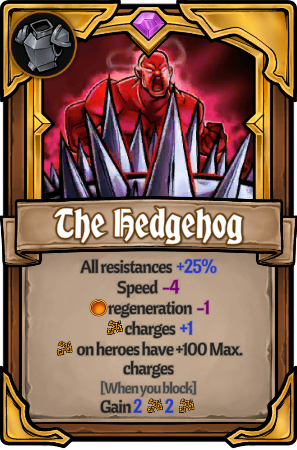 The Hedgehog
All resistances +25%
Speed -4
regeneration -1
charges +1
on heroes have +100 Max.
charges
[When you block]
Gain 2 2